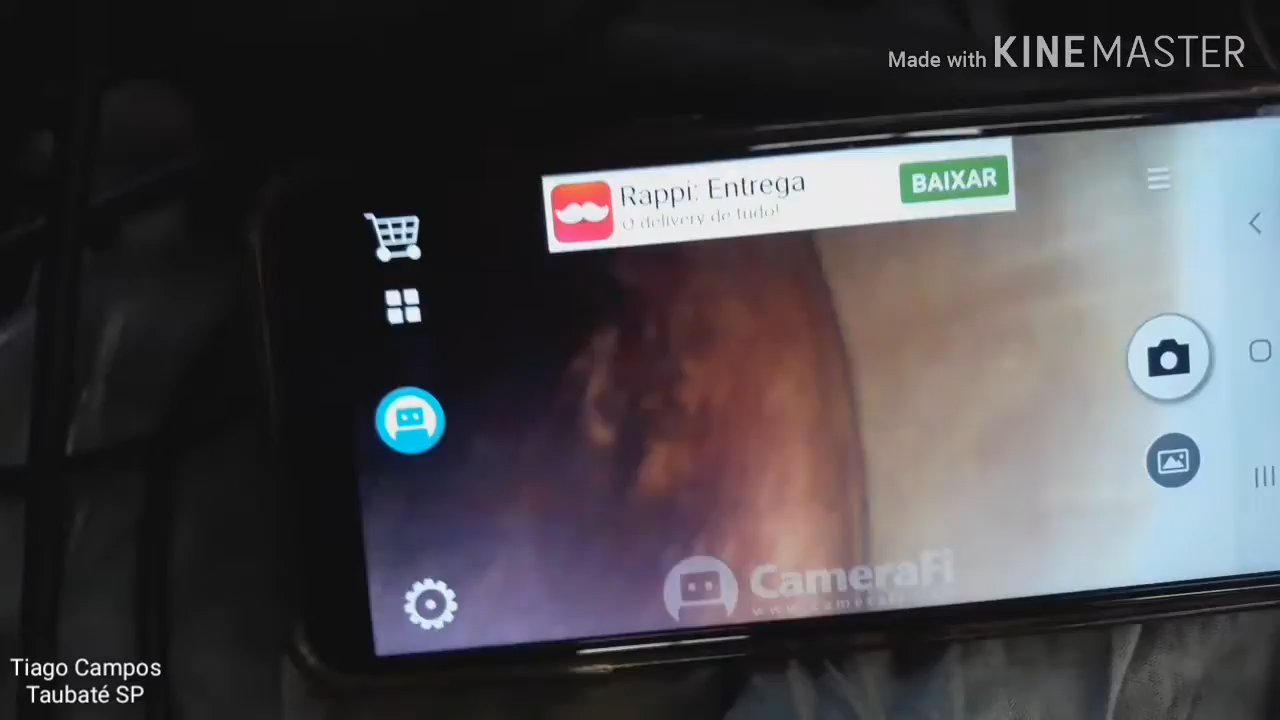 Made with KINEMASTER
Rappi: Entrega
O delivery de tudo!
BAIXAR
CameraFi
Tiago Campos
Taubaté SP